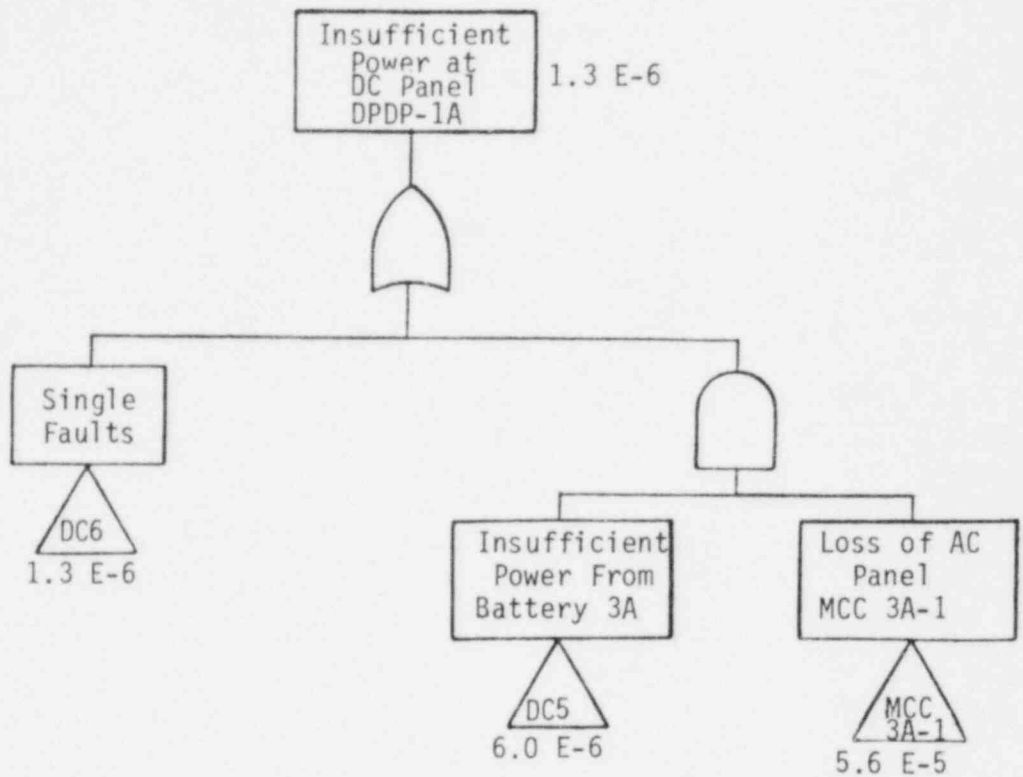 Insufficient
Power at
DC Panel
DPDP-1A
1.3 E-6
Single
Faults
DC6
1.3 E-6
Insufficient
Power From
Battery 3A
DC5
6.0 E-6
Loss of AC
Panel
MCC 3A-1
MCC
3A-1
5.6 E-5